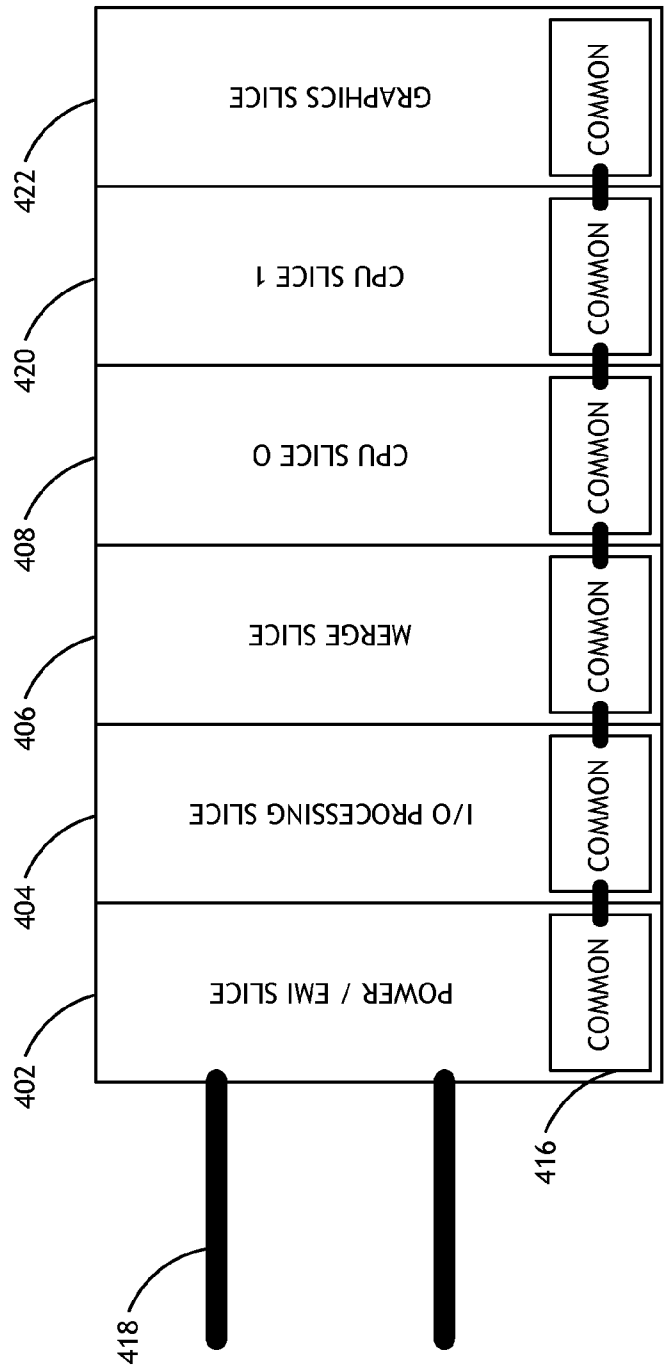 422
GRAPHICS SLICE
COMMON
420
CPU SLICE 1
COMMON
408
CPU SLICE 0
COMMON
406
MERGE SLICE
COMMON
404
I/O PROCESSING SLICE
COMMON
402
POWER / EMI SLICE
COMMON
416
418